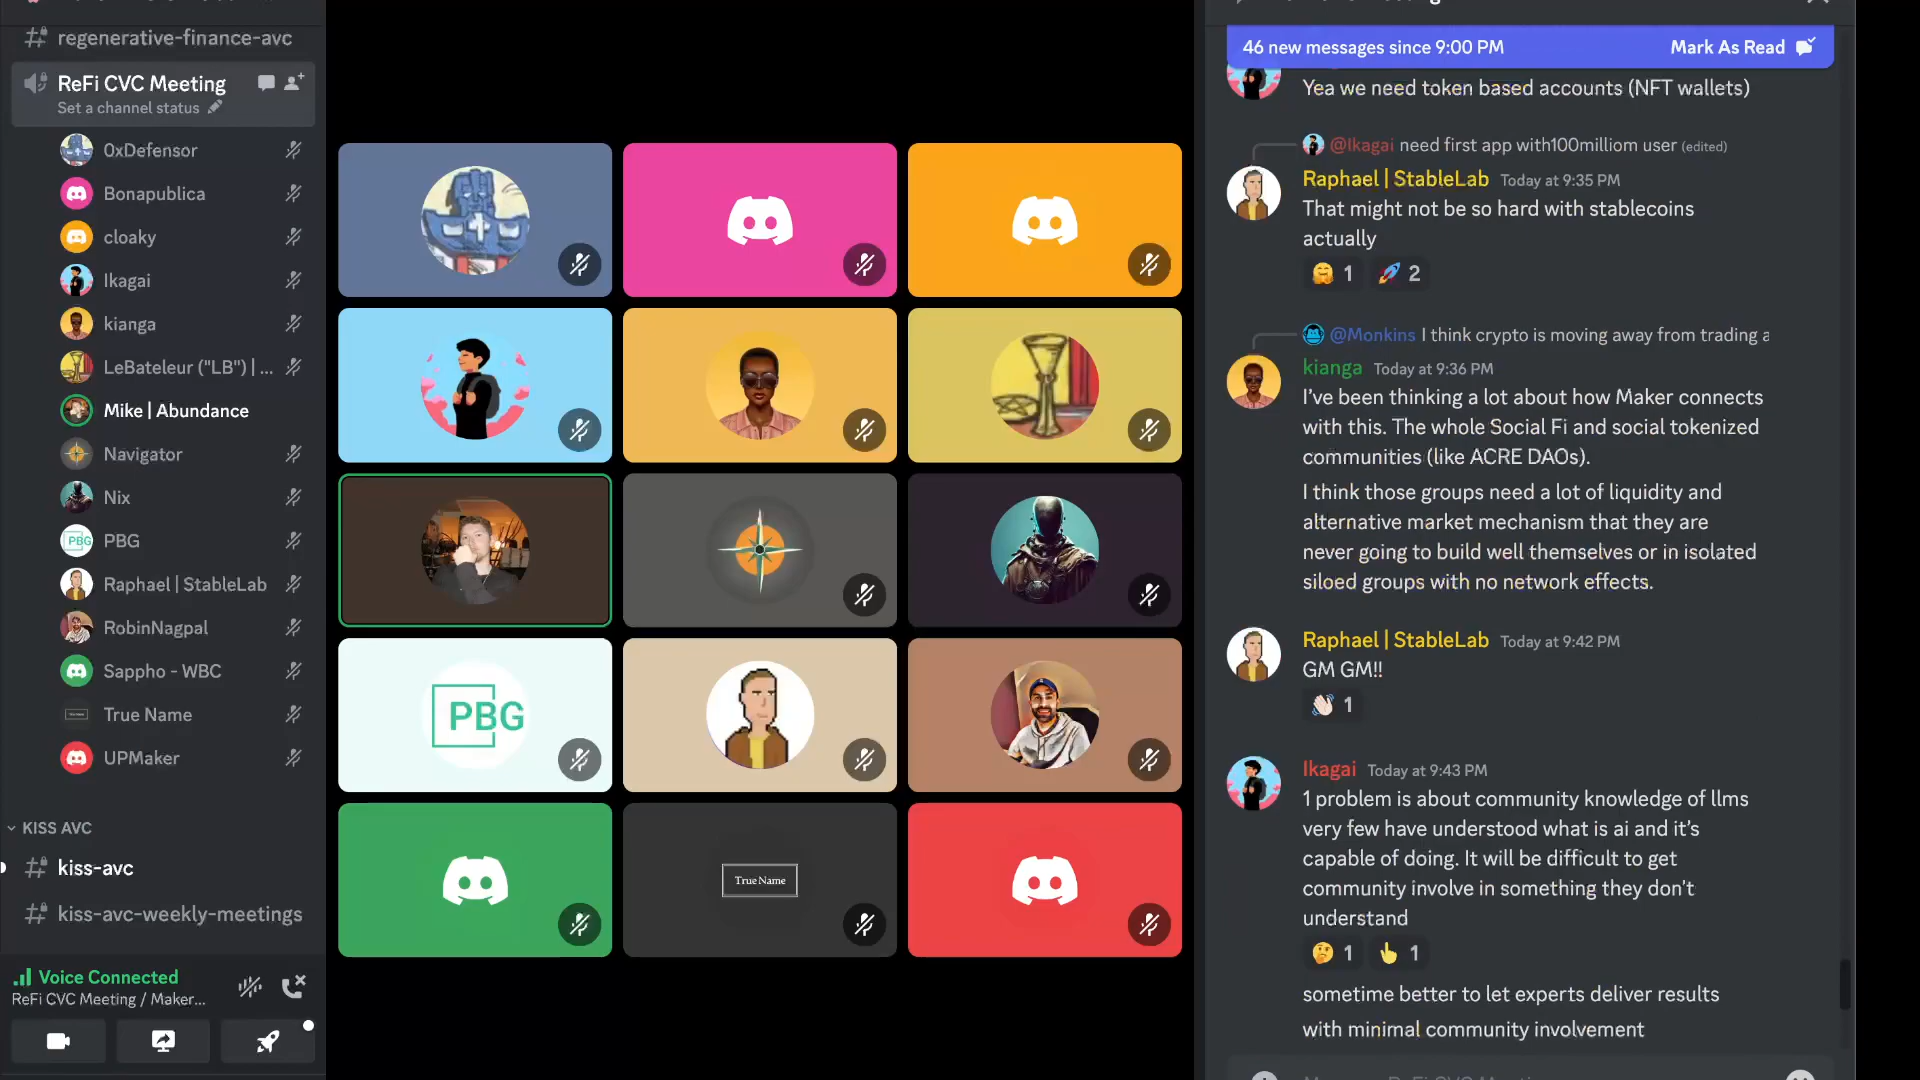 regenerative-finance-avc
ReFi CVC Meeting
Set a channel status
0xDefensor
Bonapublica
cloaky
Ikagai
kianga
LeBateleur ("LB") | ...
Mike | Abundance
Navigator
Nix
PBG
PBG
Raphael | StableLab
RobinNagpal
Sappho - WBC
True Name
UPMaker
KISS AVC
kiss-avc
kiss-avc-weekly-meetings
Voice Connected
ReFi CVC Meeting / Maker...
PBG
True Name
46 new messages since 9:00 PM
Mark As Read
Yea we need token based accounts (NFT wallets)
@Ikagai need first app with100milliom user (edited)
Raphael | StableLab Today at 9:35 PM
That might not be so hard with stablecoins
actually
1 2
@Monkins I think crypto is moving away from trading a
kianga Today at 9:36 PM
I've been thinking a lot about how Maker connects
with this. The whole Social Fi and social tokenized
communities (like ACRE DAOs).
I think those groups need a lot of liquidity and
alternative market mechanism that they are
never going to build well themselves or in isolated
siloed groups with no network effects.
Raphael | StableLab Today at 9:42 PM
GM GM!!
1
Ikagai Today at 9:43 PM
1 problem is about community knowledge of llms
very few have understood what is ai and it's
capable of doing. It will be difficult to get
community involve in something they don't
understand
1 1
sometime better to let experts deliver results
with minimal community involvement